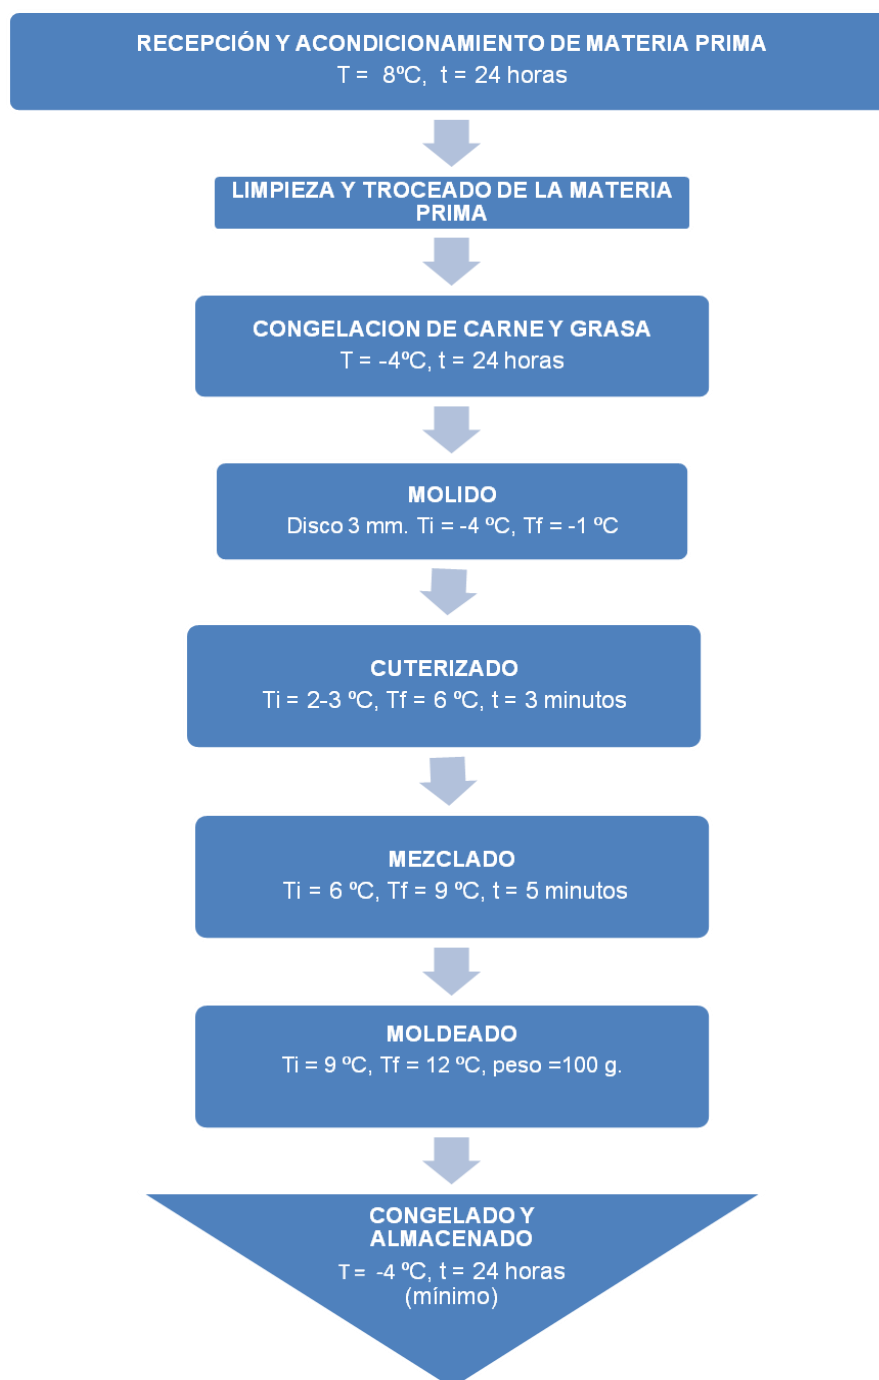 RECEPCIÓN Y ACONDICIONAMIENTO DE MATERIA PRIMA
T = 8ºC, t = 24 horas
LIMPIEZA Y TROCEADO DE LA MATERIA
PRIMA
CONGELACION DE CARNE Y GRASA
T = -4ºC, t = 24 horas
MOLIDO
Disco 3 mm. Ti = -4 ºC, Tf = -1 ºC
CUTERIZADO
Ti = 2-3 ºC, Tf = 6 ºC, t = 3 minutos
MEZCLADO
Ti = 6 ºC, Tf = 9 ºC, t = 5 minutos
MOLDEADO
Ti = 9 ºC, Tf = 12 ºC, peso =100 g.
CONGELADO Y
ALMACENADO
T = -4 ºC, t = 24 horas
(mínimo)